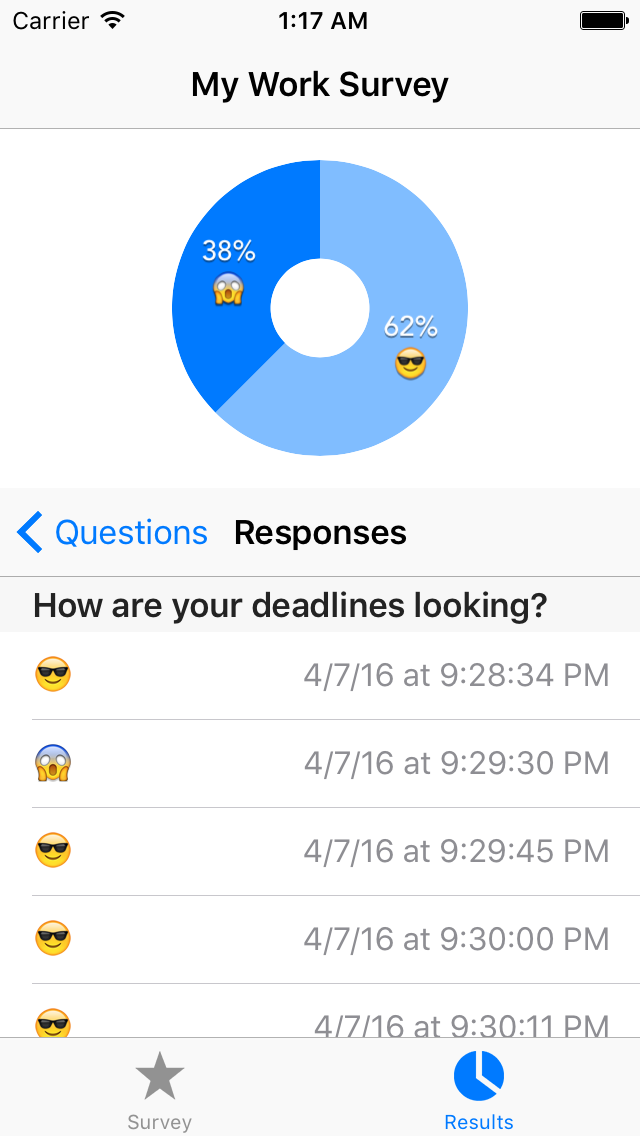 Carrier 1:17 AM
My Work Survey
38%
😱
62%
😎
Questions Responses
How are your deadlines looking?
😎 4/7/16 at 9:28:34 PM
😱 4/7/16 at 9:29:30 PM
😎 4/7/16 at 9:29:45 PM
😎 4/7/16 at 9:30:00 PM
😎 4/7/16 at 9:30:11 PM
Survey Results